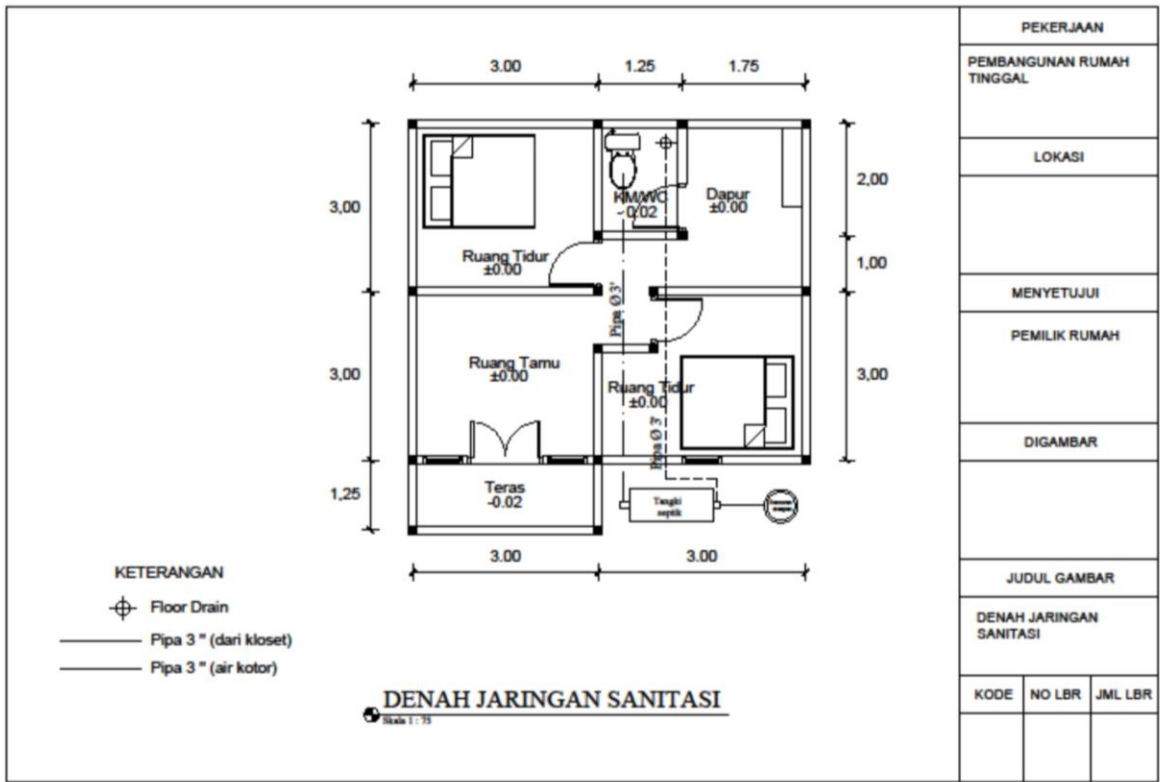 3.00 1.25 1.75
3,00
3,00
1,25
2,00
1,00
3,00
KM/WC
- 0.02
Dapur
±0.00
Ruang Tidur
±0.00
Pipa Ø 3'
Ruang Tamu
±0.00
Ruang Tidur
±0.00
Pipa Ø 3'
Teras
-0.02
Tangki
septik
3.00 3.00
KETERANGAN
Floor Drain
Pipa 3 " (dari kloset)
Pipa 3 " (air kotor)
DENAH JARINGAN SANITASI
Skala 1 : 75
PEKERJAAN
PEMBANGUNAN RUMAH
TINGGAL
LOKASI
MENYETUJUI
PEMILIK RUMAH
DIGAMBAR
JUDUL GAMBAR
DENAH JARINGAN
SANITASI
KODE NO LBR JML LBR